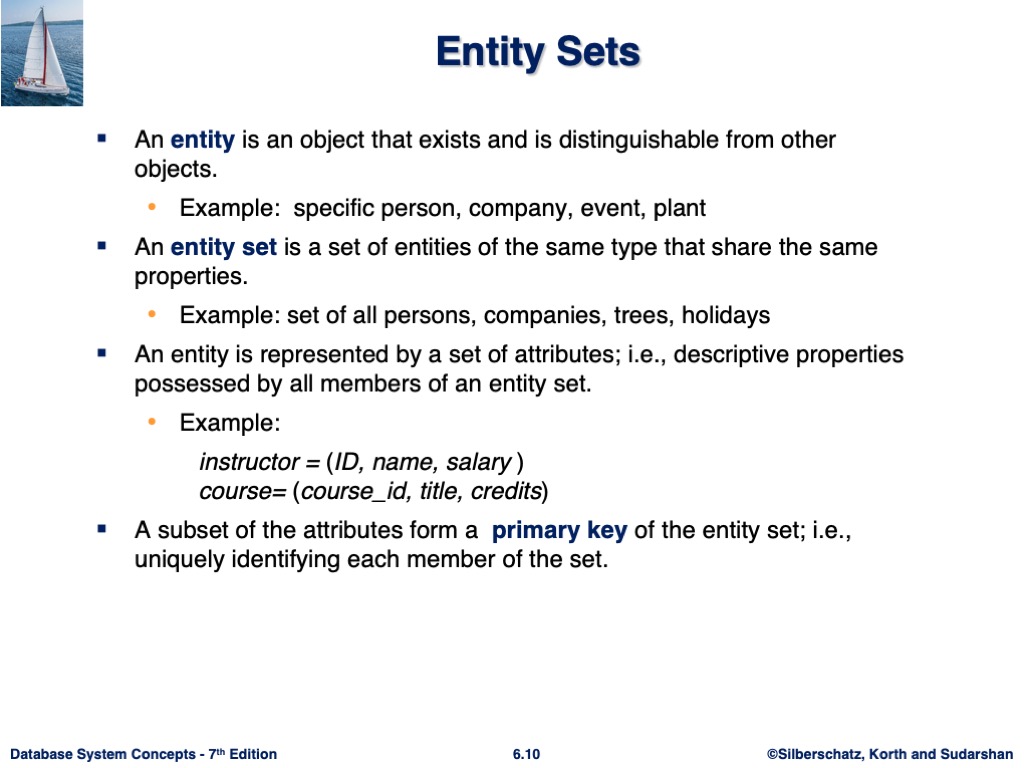 Entity Sets
▪ An entity is an object that exists and is distinguishable from other
objects.
• Example:  specific person, company, event, plant
▪ An entity set is a set of entities of the same type that share the same
properties.
• Example: set of all persons, companies, trees, holidays
▪ An entity is represented by a set of attributes; i.e., descriptive properties
possessed by all members of an entity set.
• Example:
instructor = (ID, name, salary )
course= (course_id, title, credits)
▪ A subset of the attributes form a  primary key of the entity set; i.e.,
uniquely identifying each member of the set.
Database System Concepts - 7th Edition
6.10
©Silberschatz, Korth and Sudarshan